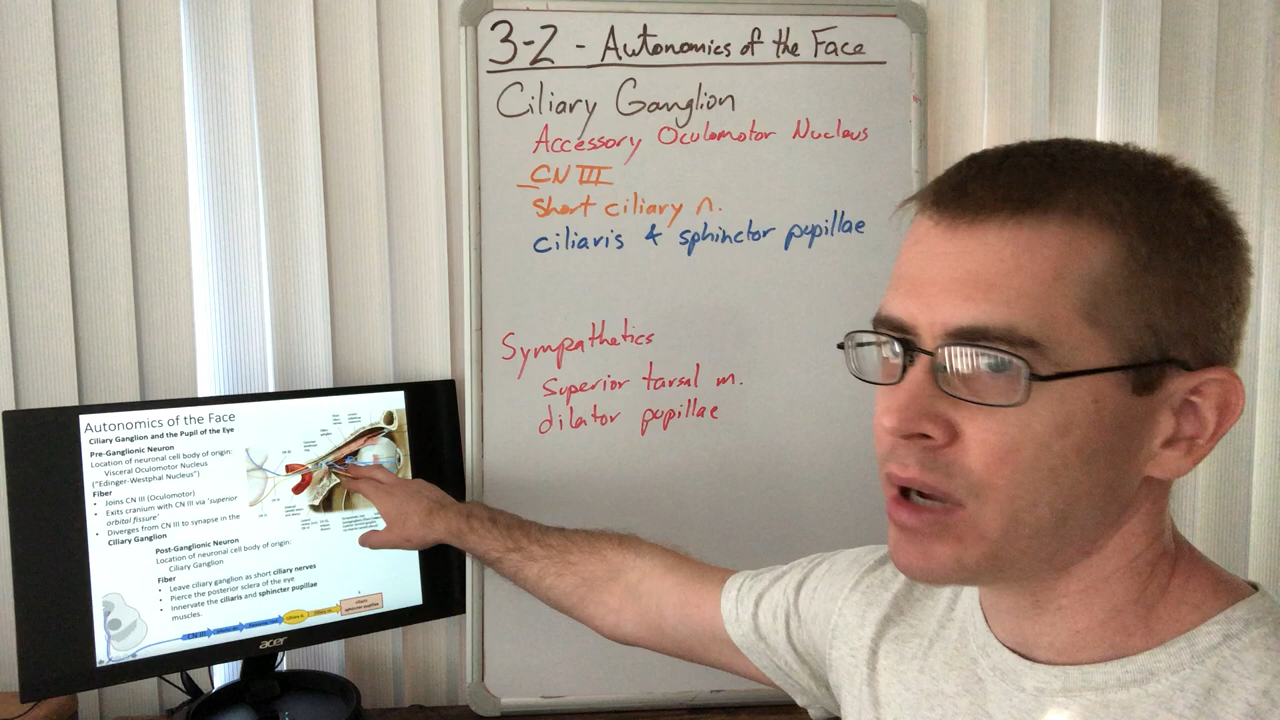 3-2 - Autonomics of the Face
Ciliary Ganglion
Accessory Oculomotor Nucleus
CN III
Short ciliary n.
ciliaris & sphinctor pupillae
Sympathetics
Superior tarsal m.
dilator pupillae
Autonomics of the Face
Ciliary Ganglion and the Pupil of the Eye
Pre-Ganglionic Neuron
Location of neuronal cell body of origin:
Visceral Oculomotor Nucleus
("Edinger-Westphal Nucleus")
Fiber
• Joins CN III (Oculomotor)
• Exits cranium with CN III via 'superior
orbital fissure'
• Diverges from CN III to synapse in the
Ciliary Ganglion
Post-Ganglionic Neuron
Location of neuronal cell body of origin:
Ciliary Ganglion
Fiber
• Leave ciliary ganglion as short ciliary nerves
• Pierce the posterior sclera of the eye
• Innervate the ciliaris and sphincter pupillae
muscles.
CN III
sphincter pupillae
acer